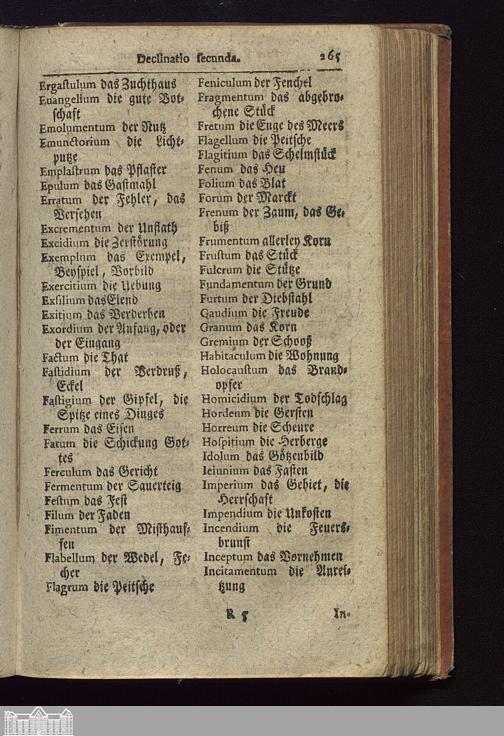 Declinatio secunda. 265
Ergastulum das Zuchthaus
Euangelium die gute Bot-
schaft
Emolumentum der Nutz
Emunctorium die Licht-
putze
Emplastrum das Pflaster
Epulum das Gastmahl
Erratum der Fehler, das
Versehen
Excrementum der Unflath
Excidium die Zerstörung
Exemplum das Exempel,
Beyspiel, Vorbild
Exercitium die Uebung
Exsilium das Elend
Exitium das Verderben
Exordium der Anfang, oder
der Eingang
Factum die That
Fastidium der Verdruß,
Eckel
Fastigium der Gipfel, die
Spitze eines Dinges
Ferrum das Eisen
Fatum die Schickung Got-
tes
Ferculum das Gericht
Fermentum der Sauerteig
Festum das Fest
Filum der Faden
Fimentum der Misthauf-
fen
Flabellum der Wedel, Fe-
cher
Flagrum die Peitsche
Feniculum der Fenchel
Fragmentum das abgebro-
chene Stück
Fretum die Enge des Meers
Flagellum die Peitsche
Flagitium das Schelmstück
Fenum das Heu
Folium das Blat
Forum der Marckt
Frenum der Zaum, das Ge-
biß
Frumentum allerley Korn
Frustum das Stück
Fulcrum die Stütze
Fundamentum der Grund
Furtum der Diebstahl
Gaudium die Freude
Granum das Korn
Gremium der Schooß
Habitaculum die Wohnung
Holocaustum das Brand-
opfer
Homicidium der Todschlag
Hordeum die Gersten
Horreum die Scheure
Hospitium die Herberge
Idolum das Götzenbild
Ieiunium das Fasten
Imperium das Gebiet, die
Herrschaft
Impendium die Unkosten
Incendium die Feuers-
brunst
Inceptum das Vornehmen
Incitamentum die Anrei-
tzung
R 5 In-